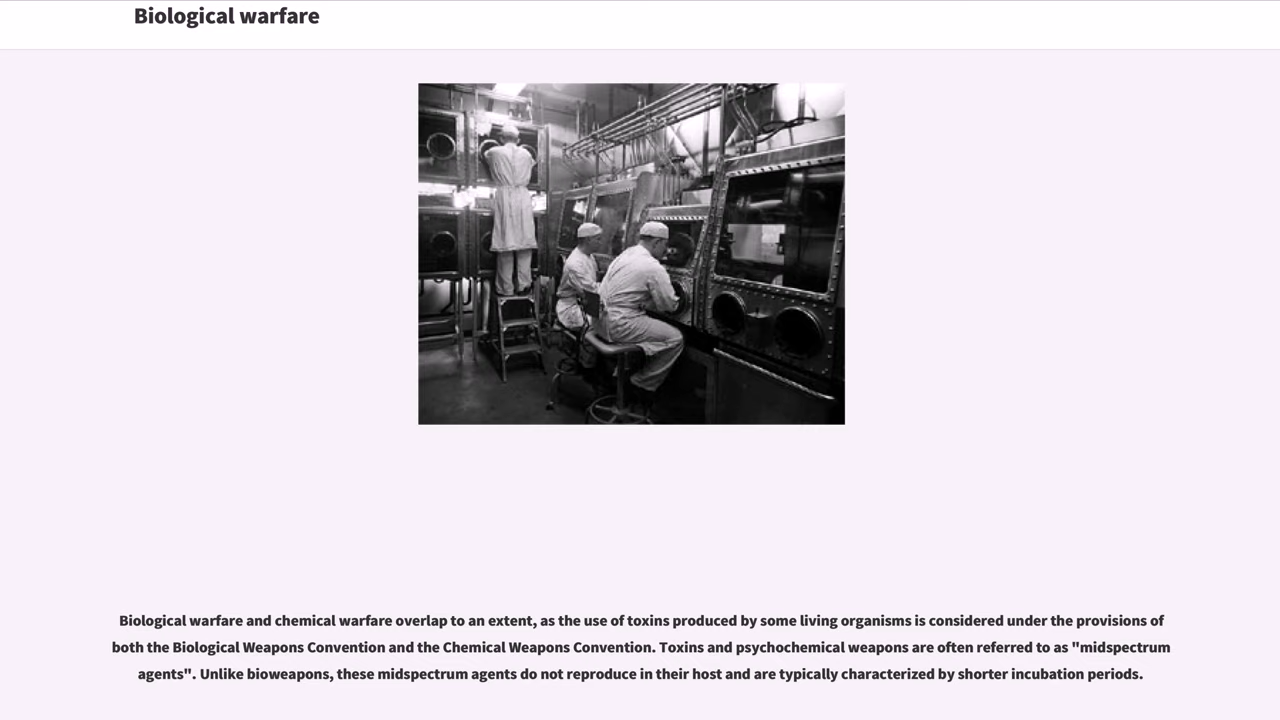 Biological warfare
Biological warfare and chemical warfare overlap to an extent, as the use of toxins produced by some living organisms is considered under the provisions of
both the Biological Weapons Convention and the Chemical Weapons Convention. Toxins and psychochemical weapons are often referred to as "midspectrum
agents". Unlike bioweapons, these midspectrum agents do not reproduce in their host and are typically characterized by shorter incubation periods.